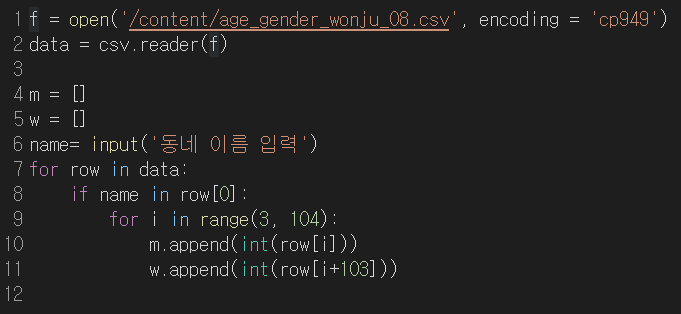 1 f = open('/content/age_gender_wonju_08.csv', encoding = 'cp949')
2 data = csv.reader(f)
3
4 m = []
5 w = []
6 name= input('동네 이름 입력')
7 for row in data:
8     if name in row[0]:
9         for i in range(3, 104):
10             m.append(int(row[i]))
11             w.append(int(row[i+103]))
12